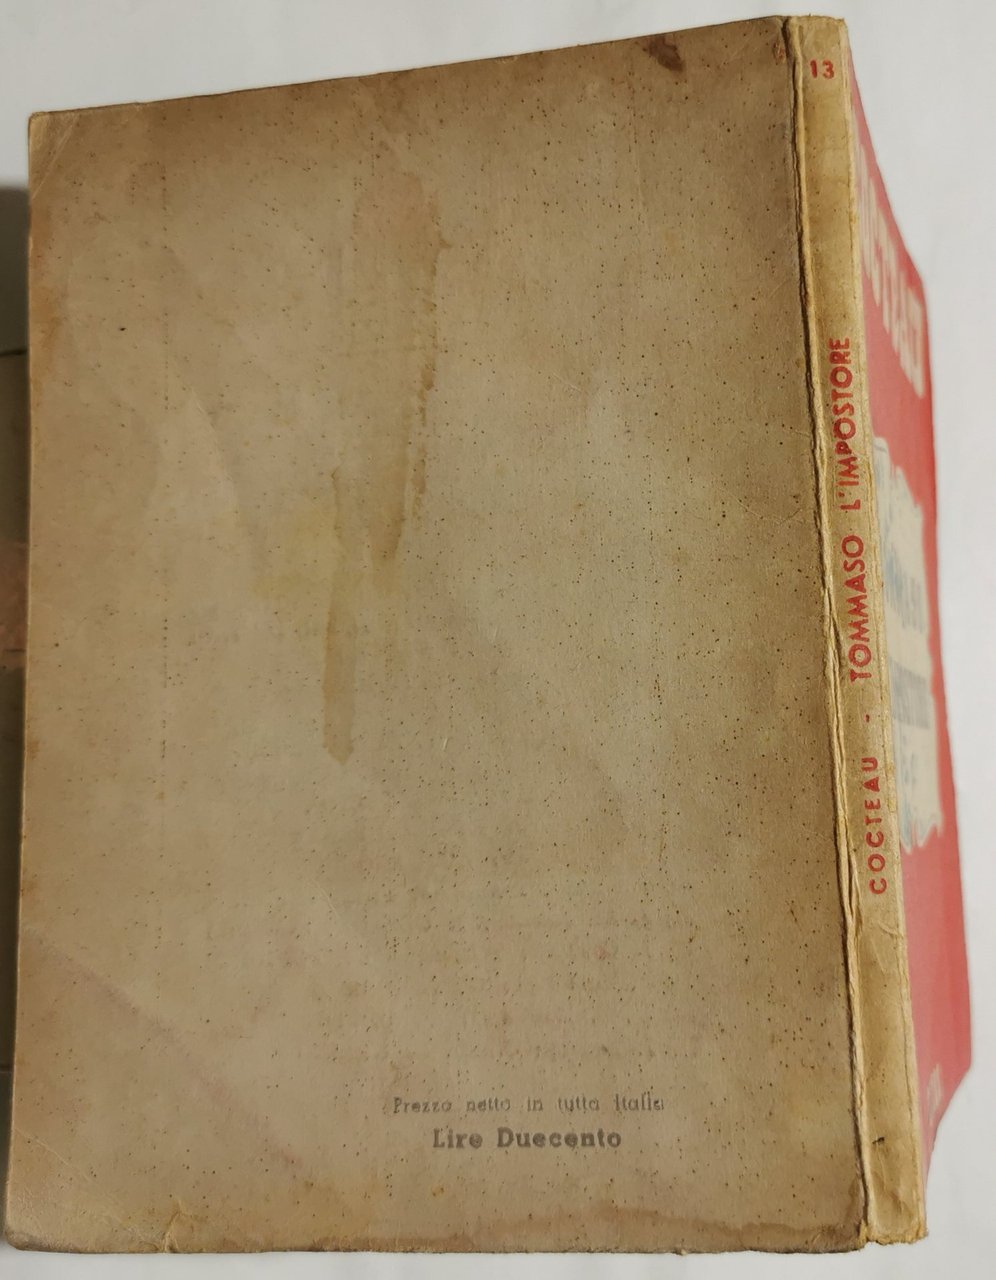 Prezzo netto in tutta Italia
Lire Duecento
13
COCTEAU - TOMMASO L'IMPOSTORE